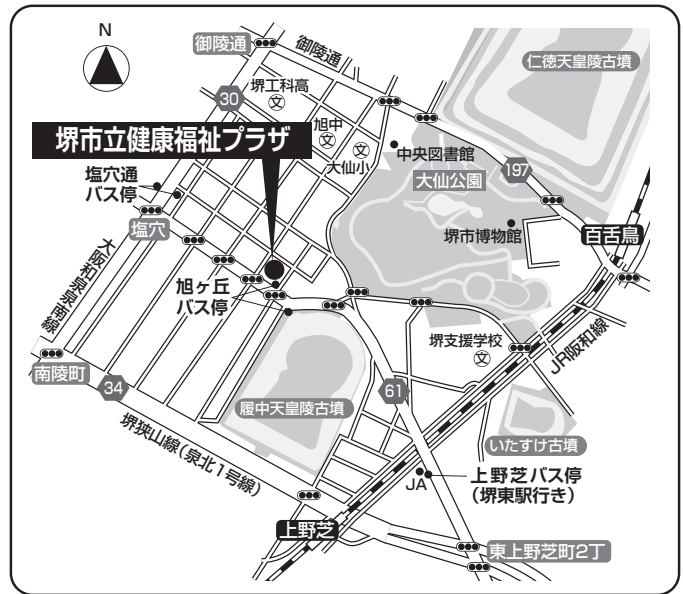 N
御陵通
御陵通
仁徳天皇陵古墳
堺工科高
文
30
旭中
文
文
大仙小
中央図書館
大仙公園
197
堺市立健康福祉プラザ
塩穴通
バス停
塩穴
堺市博物館
百舌鳥
大阪和泉泉南線
旭ヶ丘
バス停
堺支援学校
文
JR阪和線
南陵町
34
履中天皇陵古墳
61
いたすけ古墳
堺狭山線(泉北1号線)
JA
上野芝バス停
(堺東駅行き)
上野芝
東上野芝町2丁